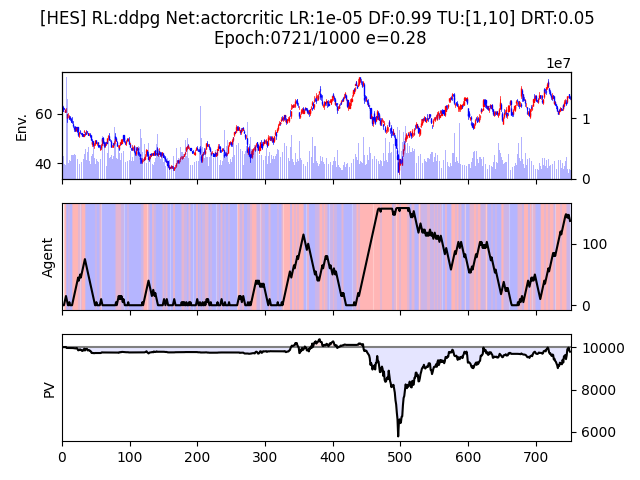 [HES] RL:ddpg Net:actorcritic LR:1e-05 DF:0.99 TU:[1,10] DRT:0.05
Epoch:0721/1000 e=0.28
1e7
Env.
60
40
1
0
Agent
100
0
PV
10000
8000
6000
0 100 200 300 400 500 600 700